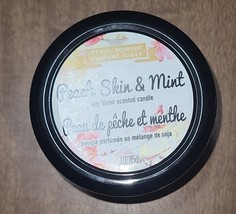 Peach Skin & Mint
soy blend scented candle
Peau de pêche et menthe
bougie parfumée au mélange de soja